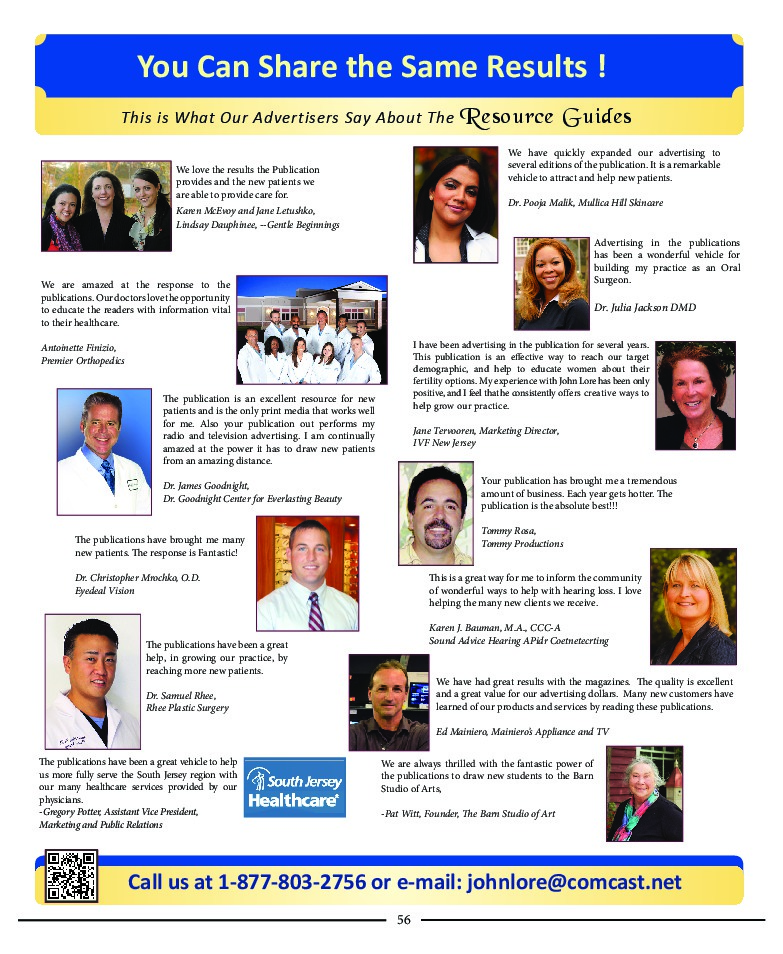 You Can Share the Same Results !
This is What Our Advertisers Say About The Resource Guides
We love the results the Publication
provides and the new patients we
are able to provide care for.
Karen McEvoy and Jane Letushko,
Lindsay Dauphinee, --Gentle Beginnings
We are amazed at the response to the
publications. Our doctors love the opportunity
to educate the readers with information vital
to their healthcare.
Antoinette Finizio,
Premier Orthopedics
The publication is an excellent resource for new
patients and is the only print media that works well
for me. Also your publication out performs my
radio and television advertising. I am continually
amazed at the power it has to draw new patients
from an amazing distance.
Dr. James Goodnight,
Dr. Goodnight Center for Everlasting Beauty
The publications have brought me many
new patients. The response is Fantastic!
Dr. Christopher Mrochko, O.D.
Eyedeal Vision
The publications have been a great
help, in growing our practice, by
reaching more new patients.
Dr. Samuel Rhee,
Rhee Plastic Surgery
The publications have been a great vehicle to help
us more fully serve the South Jersey region with
our many healthcare services provided by our
physicians.
-Gregory Potter, Assistant Vice President,
Marketing and Public Relations
South Jersey
Healthcare
We have quickly expanded our advertising to
several editions of the publication. It is a remarkable
vehicle to attract and help new patients.
Dr. Pooja Malik, Mullica Hill Skincare
Advertising in the publications
has been a wonderful vehicle for
building my practice as an Oral
Surgeon.
Dr. Julia Jackson DMD
I have been advertising in the publication for several years.
This publication is an effective way to reach our target
demographic, and help to educate women about their
fertility options. My experience with John Lore has been only
positive, and I feel that he consistently offers creative ways to
help grow our practice.
Jane Tervooren, Marketing Director,
IVF New Jersey
Your publication has brought me a tremendous
amount of business. Each year gets hotter. The
publication is the absolute best!!!
Tommy Rosa,
Tommy Productions
This is a great way for me to inform the community
of wonderful ways to help with hearing loss. I love
helping the many new clients we receive.
Karen J. Bauman, M.A., CCC-A
Sound Advice Hearing APidr Coetnetecrting
We have had great results with the magazines. The quality is excellent
and a great value for our advertising dollars. Many new customers have
learned of our products and services by reading these publications.
Ed Mainiero, Mainiero's Appliance and TV
We are always thrilled with the fantastic power of
the publications to draw new students to the Barn
Studio of Arts,
-Pat Witt, Founder, The Barn Studio of Art
Call us at 1-877-803-2756 or e-mail: johnlore@comcast.net
56